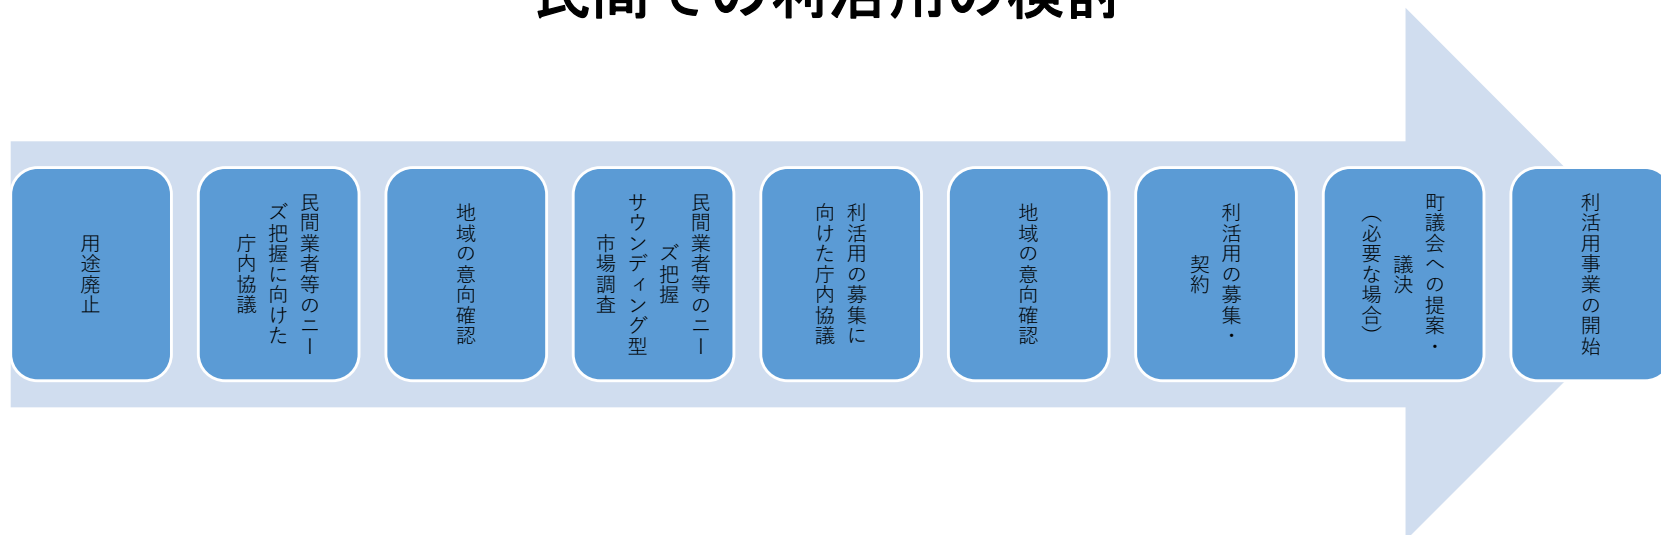 民間での利活用の検討
用途廃止
民間業者等のニー
ズ把握に向けた
庁内協議
地域の意向確認
民間業者等のニー
ズ把握
サウンディング型
市場調査
利活用の募集に
向けた庁内協議
地域の意向確認
利活用の募集・
契約
町議会への提案・
議決
（必要な場合）
利活用事業の開始